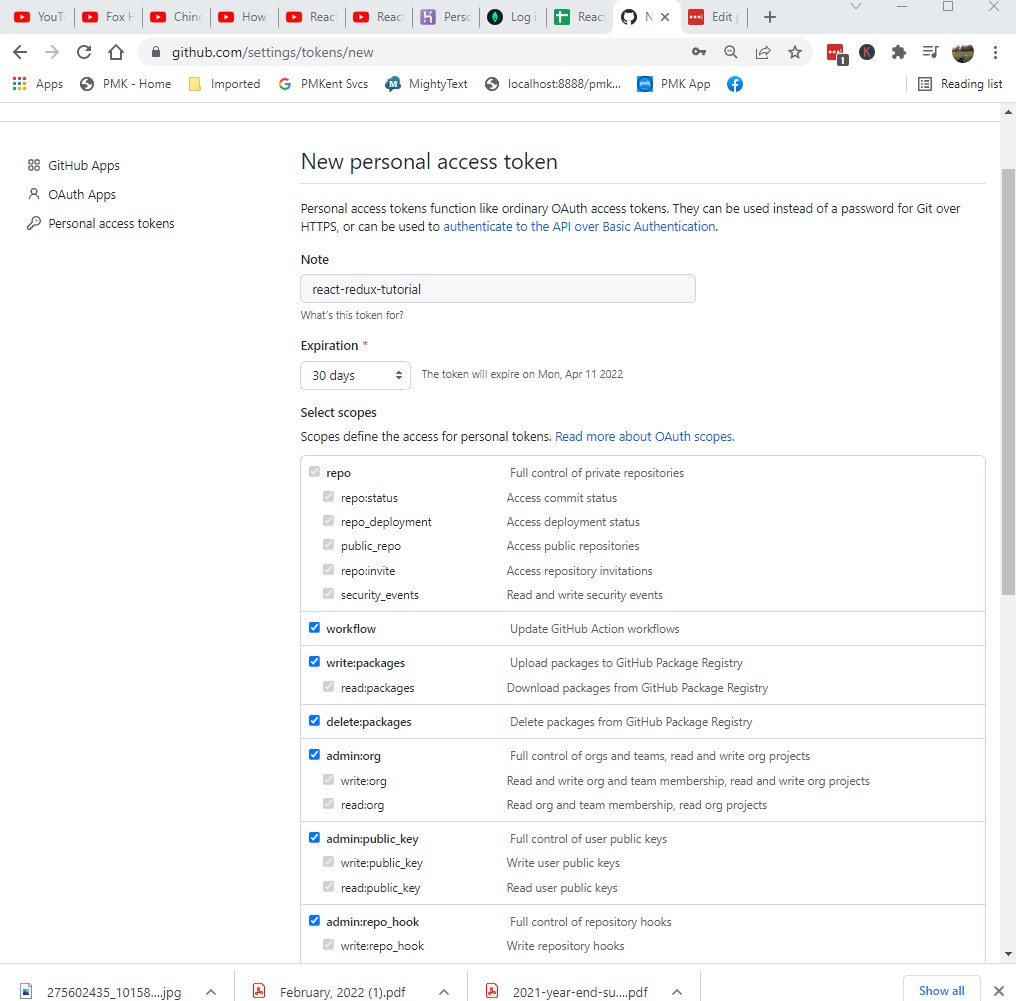 YouT Fox H Chine How React React Perso Log i React N Edit p
github.com/settings/tokens/new
1 K
Apps PMK - Home Imported PMKent Svcs MightyText localhost:8888/pmk... PMK App Reading list
GitHub Apps
OAuth Apps
Personal access tokens
New personal access token
Personal access tokens function like ordinary OAuth access tokens. They can be used instead of a password for Git over
HTTPS, or can be used to authenticate to the API over Basic Authentication.
Note
react-redux-tutorial
What's this token for?
Expiration *
30 days The token will expire on Mon, Apr 11 2022
Select scopes
Scopes define the access for personal tokens. Read more about OAuth scopes.
repo Full control of private repositories
repo:status Access commit status
repo_deployment Access deployment status
public_repo Access public repositories
repo:invite Access repository invitations
security_events Read and write security events
workflow Update GitHub Action workflows
write:packages Upload packages to GitHub Package Registry
read:packages Download packages from GitHub Package Registry
delete:packages Delete packages from GitHub Package Registry
admin:org Full control of orgs and teams, read and write org projects
write:org Read and write org and team membership, read and write org projects
read:org Read org and team membership, read org projects
admin:public_key Full control of user public keys
write:public_key Write user public keys
read:public_key Read user public keys
admin:repo_hook Full control of repository hooks
write:repo_hook Write repository hooks
275602435_10158....jpg February, 2022 (1).pdf 2021-year-end-su....pdf Show all